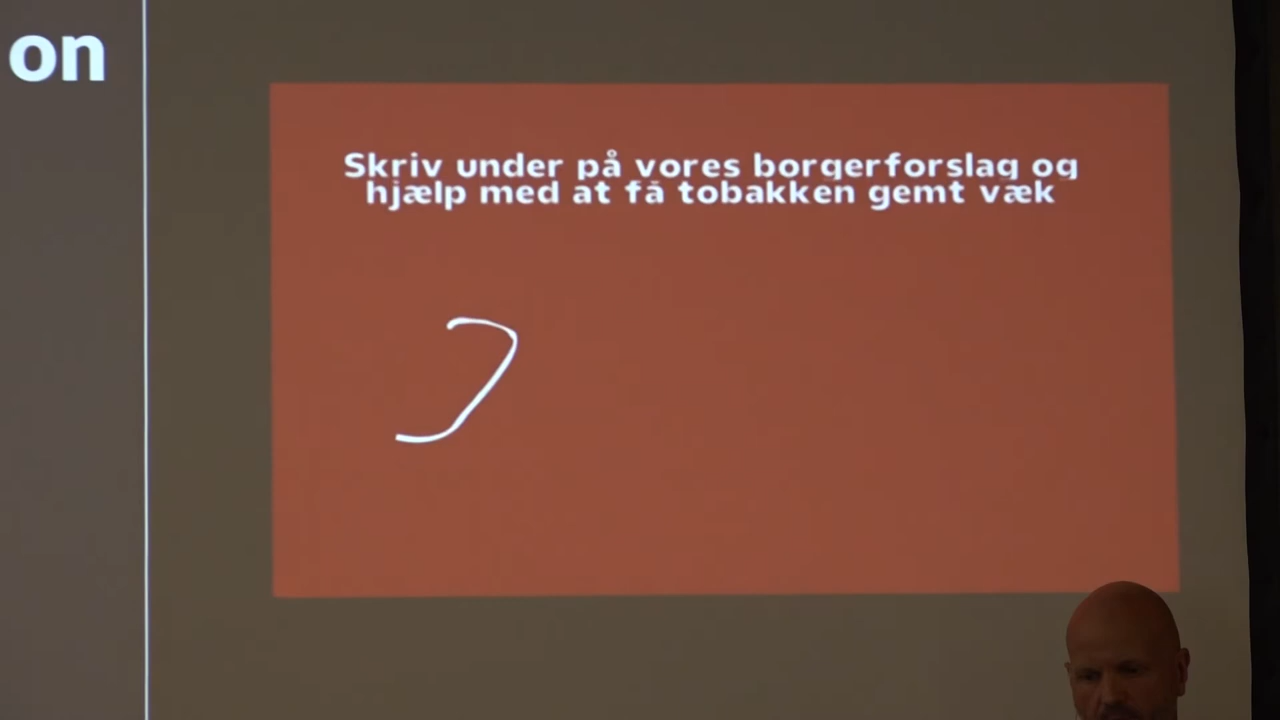 on
Skriv under på vores borgerforslag og
hjælp med at få tobakken gemt væk